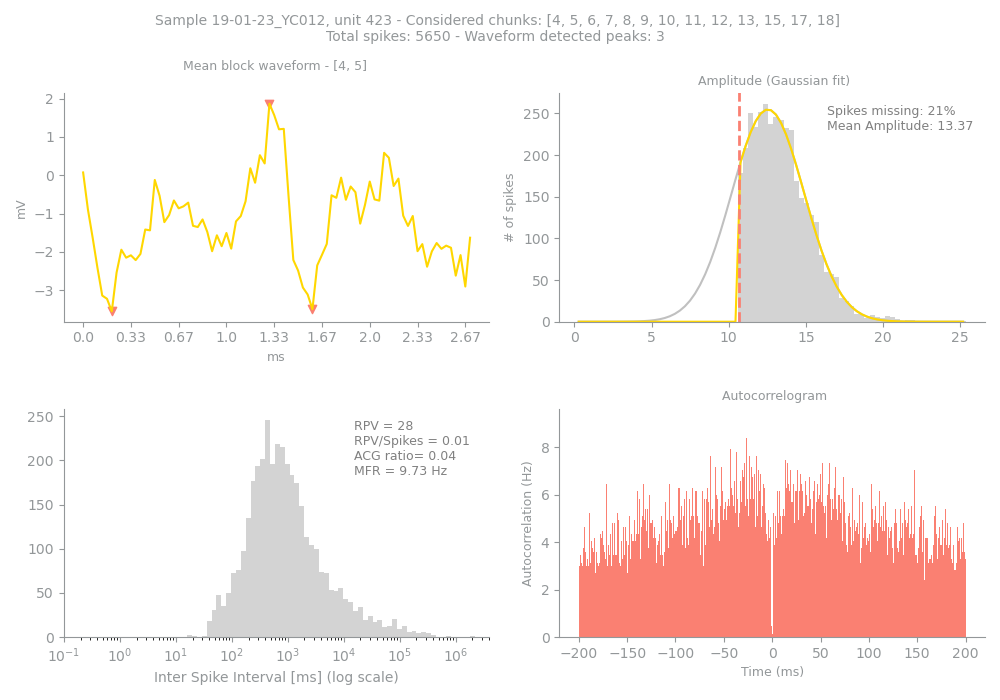 Sample 19-01-23_YC012, unit 423 - Considered chunks: [4, 5, 6, 7, 8, 9, 10, 11, 12, 13, 15, 17, 18]
Total spikes: 5650 - Waveform detected peaks: 3
Mean block waveform - [4, 5]
2
1
0
−1
−2
−3
mV
0.0 0.33 0.67 1.0 1.33 1.67 2.0 2.33 2.67
ms
Amplitude (Gaussian fit)
Spikes missing: 21%
Mean Amplitude: 13.37
250
200
150
100
50
0
# of spikes
0 5 10 15 20 25
250
200
150
100
50
0
RPV = 28
RPV/Spikes = 0.01
ACG ratio= 0.04
MFR = 9.73 Hz
10⁻¹ 10⁰ 10¹ 10² 10³ 10⁴ 10⁵ 10⁶
Inter Spike Interval [ms] (log scale)
Autocorrelogram
8
6
4
2
0
Autocorrelation (Hz)
−200 −150 −100 −50 0 50 100 150 200
Time (ms)